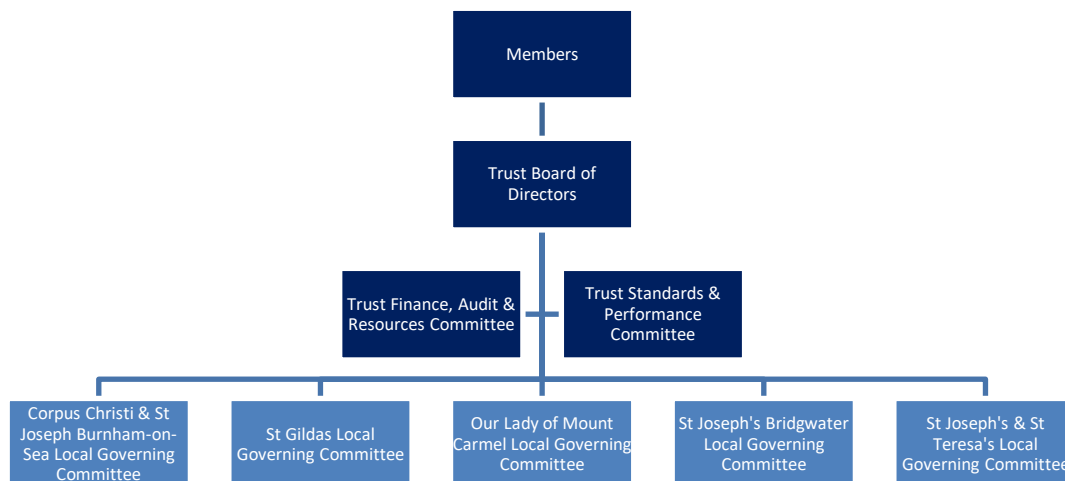 Members
Trust Board of
Directors
Trust Finance, Audit &
Resources Committee
Trust Standards &
Performance
Committee
Corpus Christi & St
Joseph Burnham-on-
Sea Local Governing
Committee
St Gildas Local
Governing Committee
Our Lady of Mount
Carmel Local Governing
Committee
St Joseph's Bridgwater
Local Governing
Committee
St Joseph's & St
Teresa's Local
Governing Committee